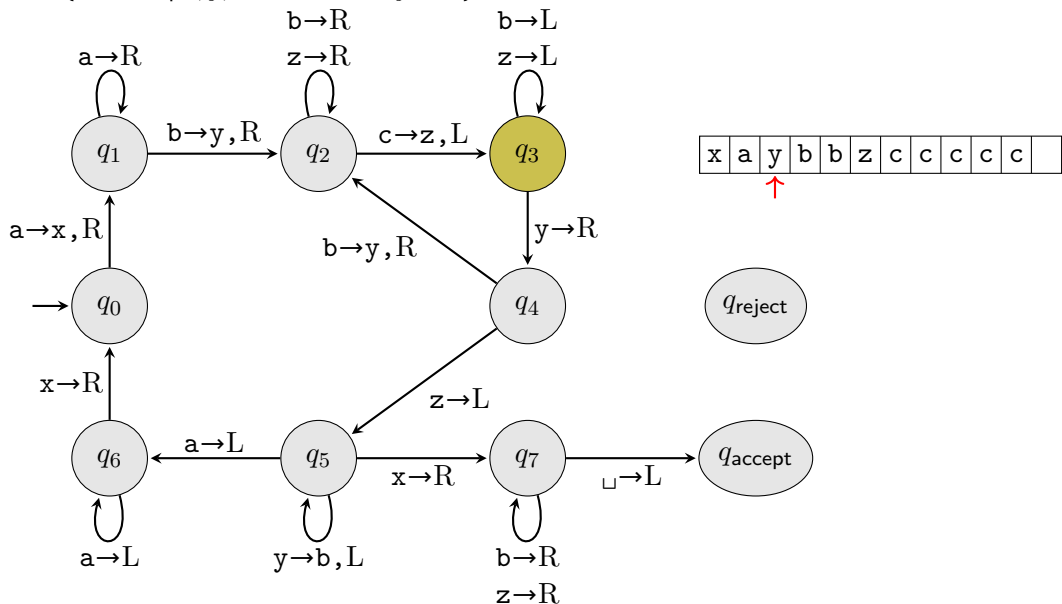 b→R
b→L
a→R
z→R
z→L
q1
b→y,R
q2
c→z,L
q3
x a y b b z c c c c c
↑
a→x,R
b→y,R
y→R
q0
q4
qreject
x→R
z→L
q6
a→L
q5
x→R
q7
␣→L
qaccept
a→L
y→b,L
b→R
z→R